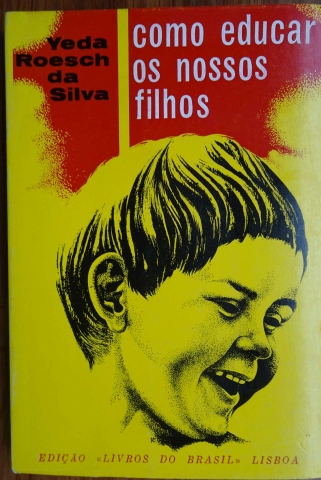 Yeda
Roesch
da
Silva
como educar
os nossos
filhos
EDIÇÃO «LIVROS DO BRASIL» LISBOA